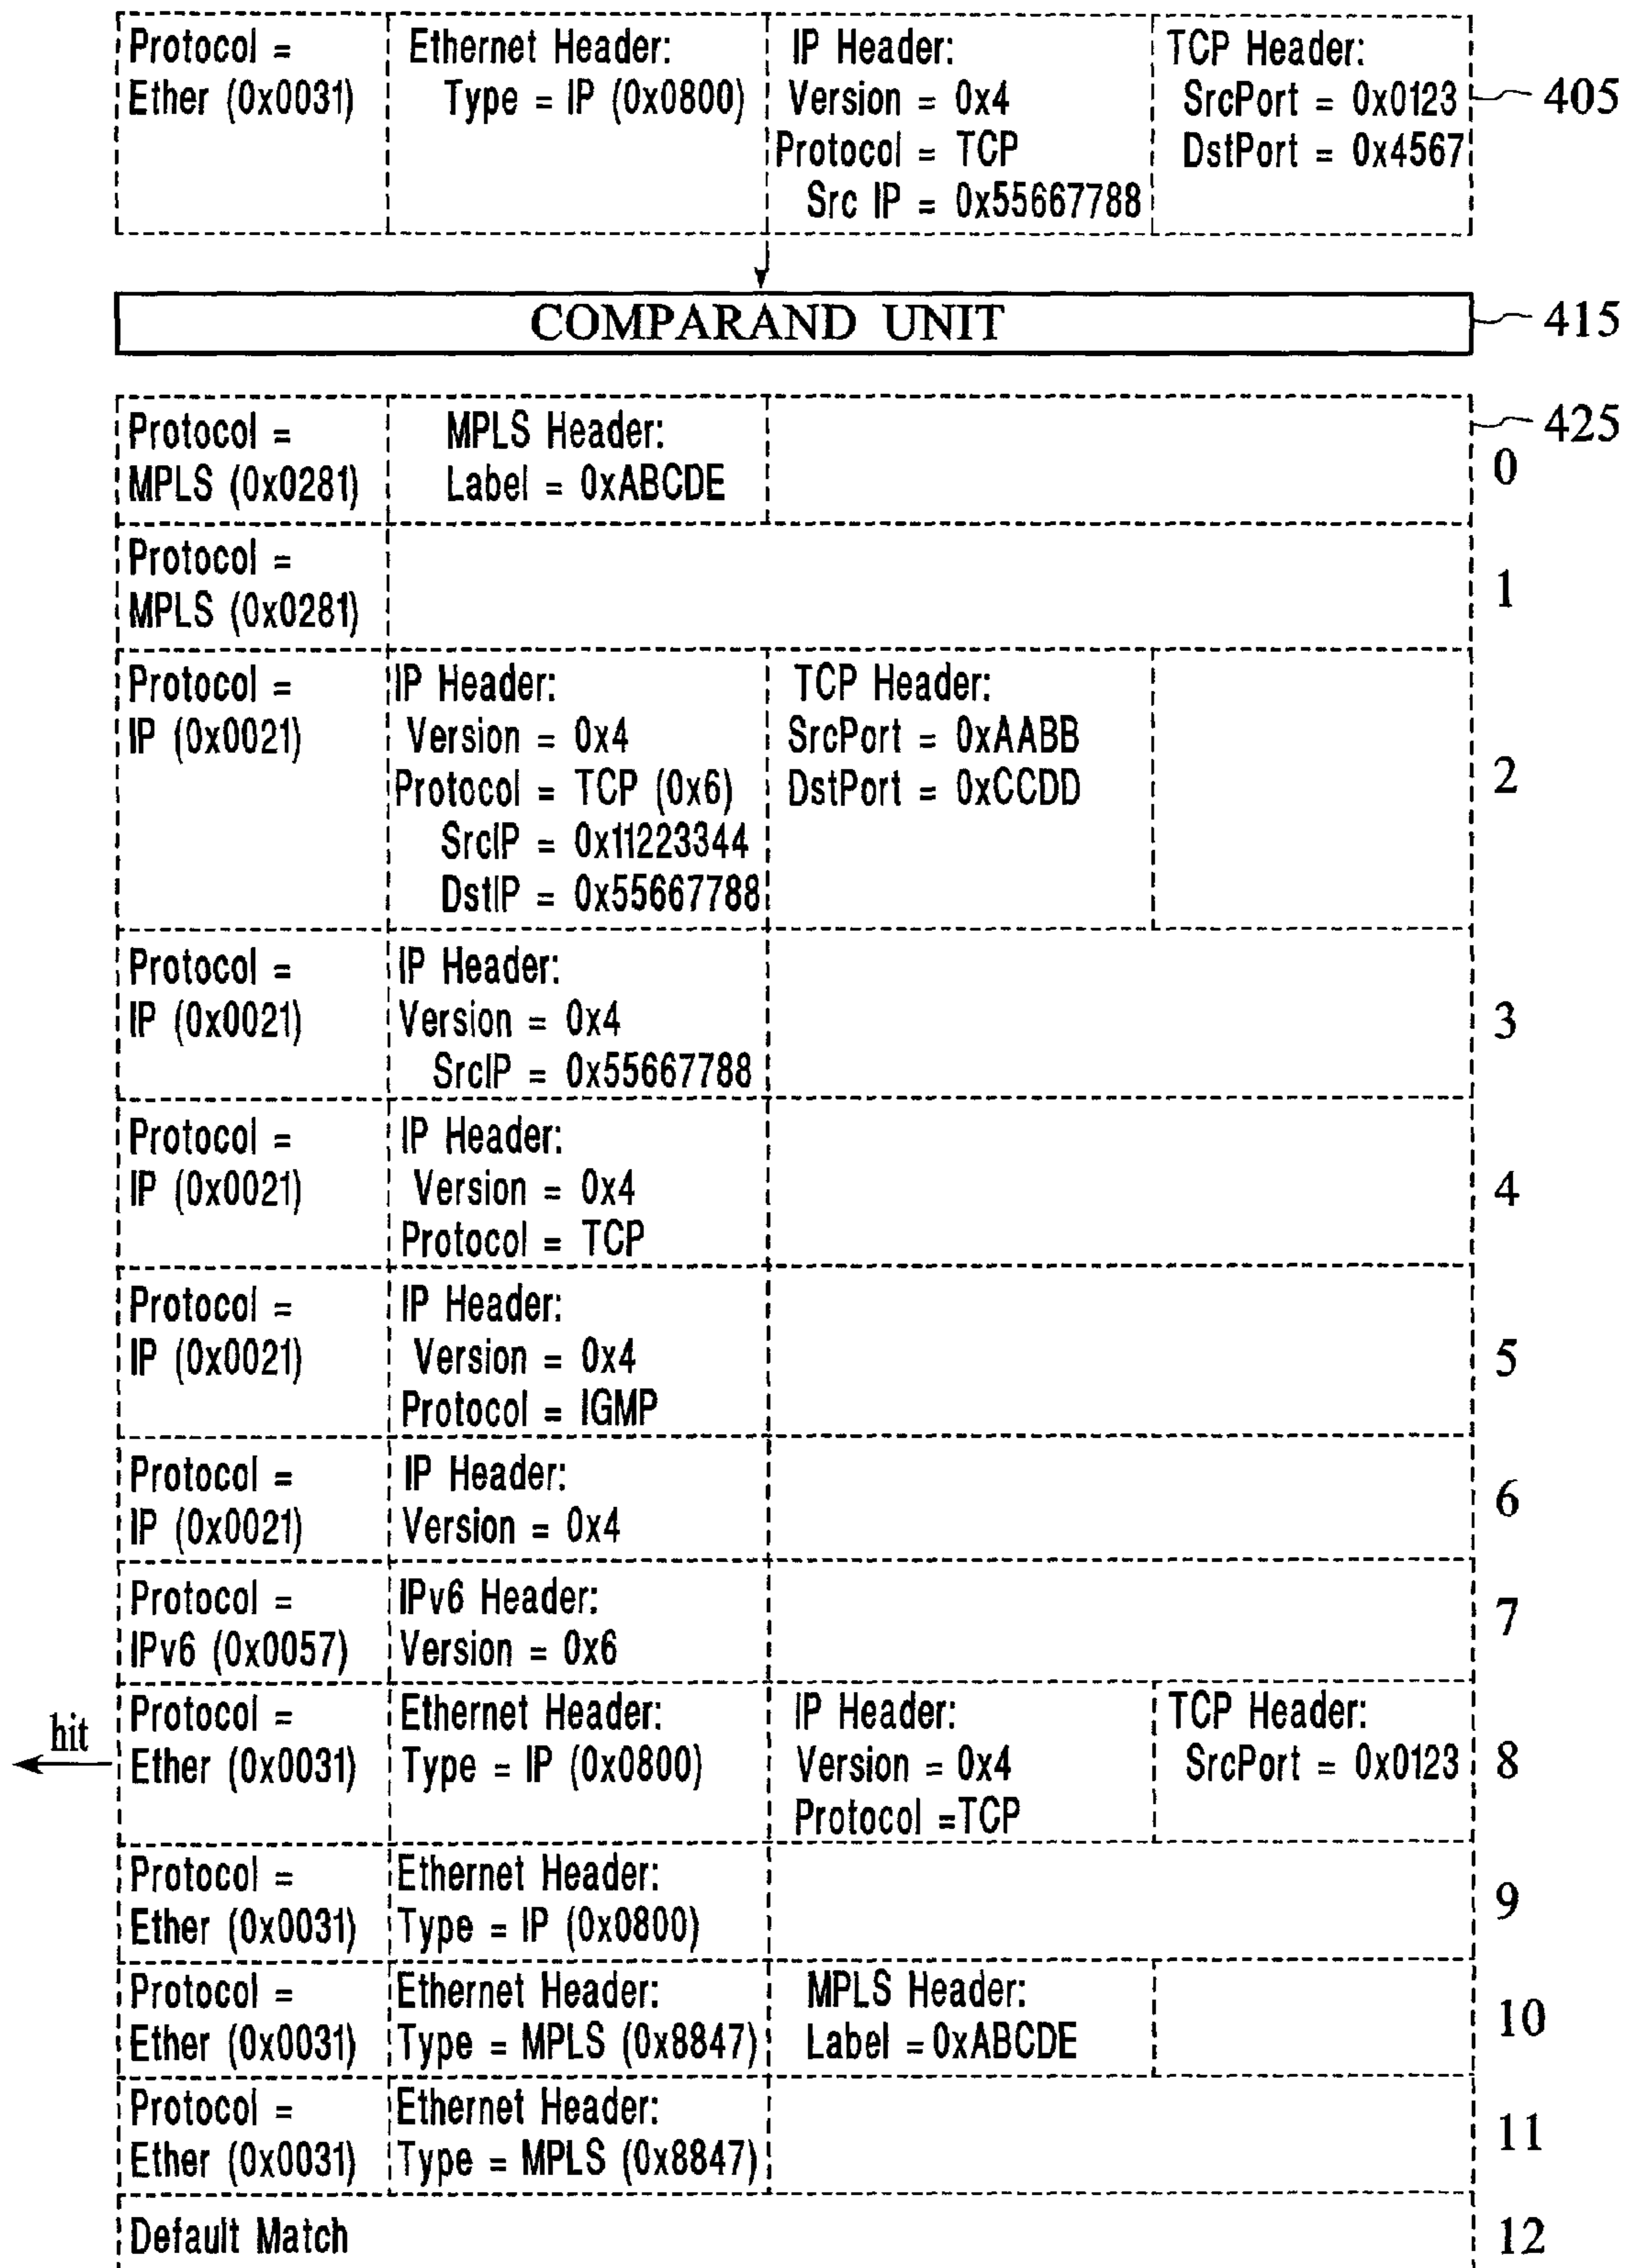 Protocol =
Ether (0x0031)
Ethernet Header:
Type = IP (0x0800)
IP Header:
Version = 0x4
Protocol = TCP
Src IP = 0x55667788
TCP Header:
SrcPort = 0x0123
DstPort = 0x4567
405
COMPARAND UNIT
415
425
Protocol =
MPLS (0x0281)
MPLS Header:
Label = 0xABCDE
0
Protocol =
MPLS (0x0281)
1
Protocol =
IP (0x0021)
IP Header:
Version = 0x4
Protocol = TCP (0x6)
SrcIP = 0x11223344
DstIP = 0x55667788
TCP Header:
SrcPort = 0xAABB
DstPort = 0xCCDD
2
Protocol =
IP (0x0021)
IP Header:
Version = 0x4
SrcIP = 0x55667788
3
Protocol =
IP (0x0021)
IP Header:
Version = 0x4
Protocol = TCP
4
Protocol =
IP (0x0021)
IP Header:
Version = 0x4
Protocol = IGMP
5
Protocol =
IP (0x0021)
IP Header:
Version = 0x4
6
Protocol =
IPv6 (0x0057)
IPv6 Header:
Version = 0x6
7
hit
Protocol =
Ether (0x0031)
Ethernet Header:
Type = IP (0x0800)
IP Header:
Version = 0x4
Protocol =TCP
TCP Header:
SrcPort = 0x0123
8
Protocol =
Ether (0x0031)
Ethernet Header:
Type = IP (0x0800)
9
Protocol =
Ether (0x0031)
Ethernet Header:
Type = MPLS (0x8847)
MPLS Header:
Label = 0xABCDE
10
Protocol =
Ether (0x0031)
Ethernet Header:
Type = MPLS (0x8847)
11
Default Match
12